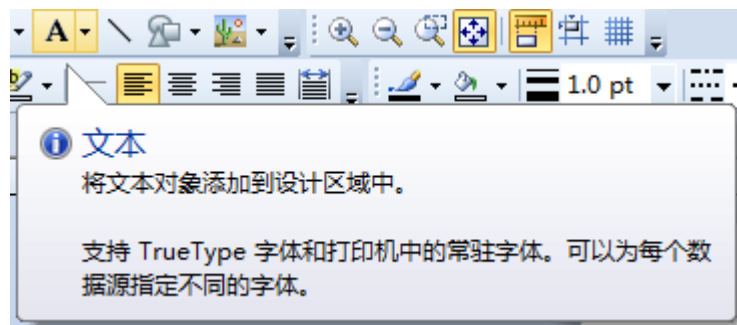 A
1.0 pt
文本
将文本对象添加到设计区域中。
支持 TrueType 字体和打印机中的常驻字体。可以为每个数
据源指定不同的字体。